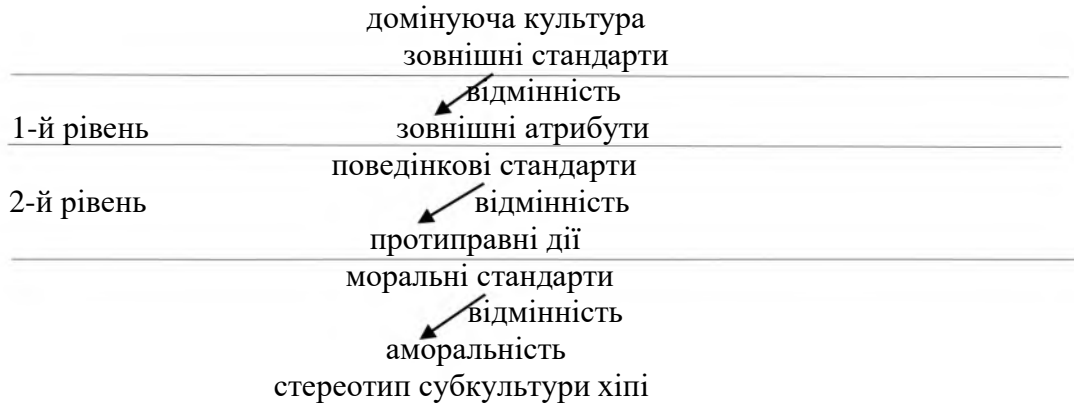 домінуюча культура
зовнішні стандарти
відмінність
1-й рівень зовнішні атрибути
поведінкові стандарти
2-й рівень відмінність
протиправні дії
моральні стандарти
відмінність
аморальність
стереотип субкультури хіпі